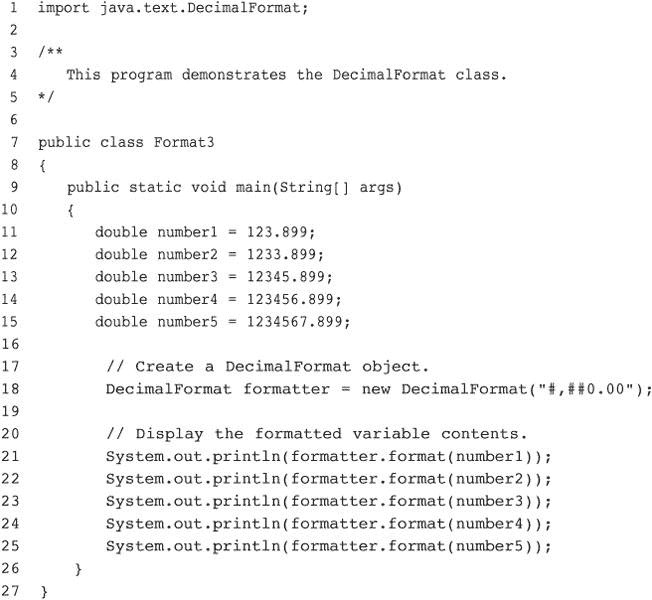 1 import java.text.DecimalFormat;
2
3 /**
4 This program demonstrates the DecimalFormat class.
5 */
6
7 public class Format3
8 {
9 public static void main(String[] args)
10 {
11 double number1 = 123.899;
12 double number2 = 1233.899;
13 double number3 = 12345.899;
14 double number4 = 123456.899;
15 double number5 = 1234567.899;
16
17 // Create a DecimalFormat object.
18 DecimalFormat formatter = new DecimalFormat("#,##0.00");
19
20 // Display the formatted variable contents.
21 System.out.println(formatter.format(number1));
22 System.out.println(formatter.format(number2));
23 System.out.println(formatter.format(number3));
24 System.out.println(formatter.format(number4));
25 System.out.println(formatter.format(number5));
26 }
27 }